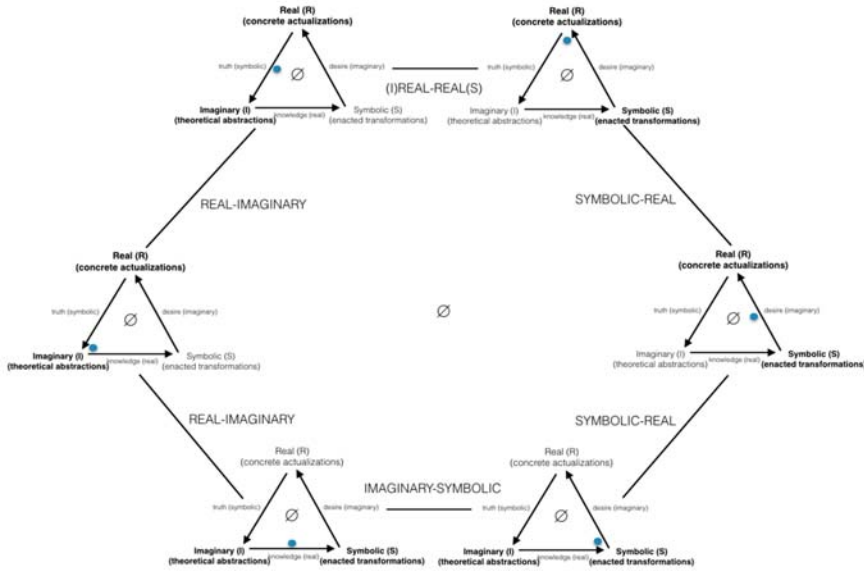 Real (R)
(concrete actualizations)
truth (symbolic)
desire (imaginary)
∅
Imaginary (I)
(theoretical abstractions)
knowledge (real)
Symbolic (S)
(enacted transformations)
(I)REAL-REAL(S)
Real (R)
(concrete actualizations)
truth (symbolic)
desire (imaginary)
∅
Imaginary (I)
(theoretical abstractions)
knowledge (real)
Symbolic (S)
(enacted transformations)
REAL-IMAGINARY
SYMBOLIC-REAL
Real (R)
(concrete actualizations)
truth (symbolic)
desire (imaginary)
∅
Imaginary (I)
(theoretical abstractions)
knowledge (real)
Symbolic (S)
(enacted transformations)
∅
Real (R)
(concrete actualizations)
truth (symbolic)
desire (imaginary)
∅
Imaginary (I)
(theoretical abstractions)
knowledge (real)
Symbolic (S)
(enacted transformations)
REAL-IMAGINARY
SYMBOLIC-REAL
Real (R)
(concrete actualizations)
truth (symbolic)
desire (imaginary)
∅
Imaginary (I)
(theoretical abstractions)
knowledge (real)
Symbolic (S)
(enacted transformations)
IMAGINARY-SYMBOLIC
Real (R)
(concrete actualizations)
truth (symbolic)
desire (imaginary)
∅
Imaginary (I)
(theoretical abstractions)
knowledge (real)
Symbolic (S)
(enacted transformations)